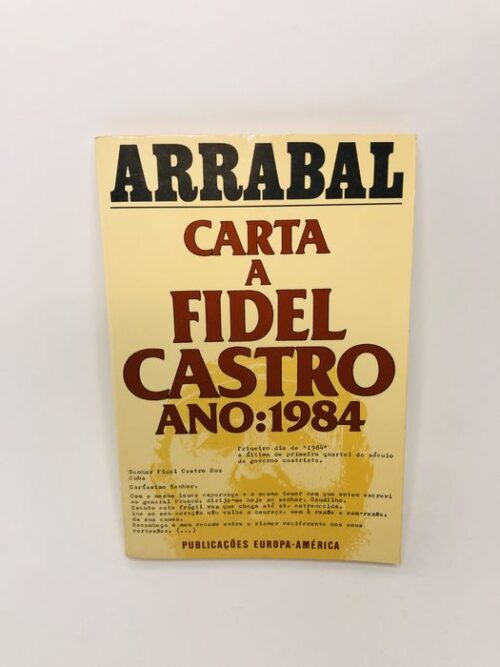 ARRABAL
CARTA
A
FIDEL
CASTRO
ANO:1984
Primeiro dia de "1984"
e último do primeiro quartel do século
de governo castrista.
Senhor Fidel Castro Ruz
Cuba
Caríssimo Senhor.
Com a mesma louca esperança e o mesmo temor com que antes escrevi
ao general Franco, dirijo-me hoje ao senhor, Caudilho.
Escute esta frágil voz que chega até si, estremecida.
Que ao seu coração não valha a couraça, nem à razão a sem-razão,
da sua causa.
Reconheça o meu recado entre o clamor vociferante dos seus
cortesãos. (...)
PUBLICAÇÕES EUROPA-AMÉRICA